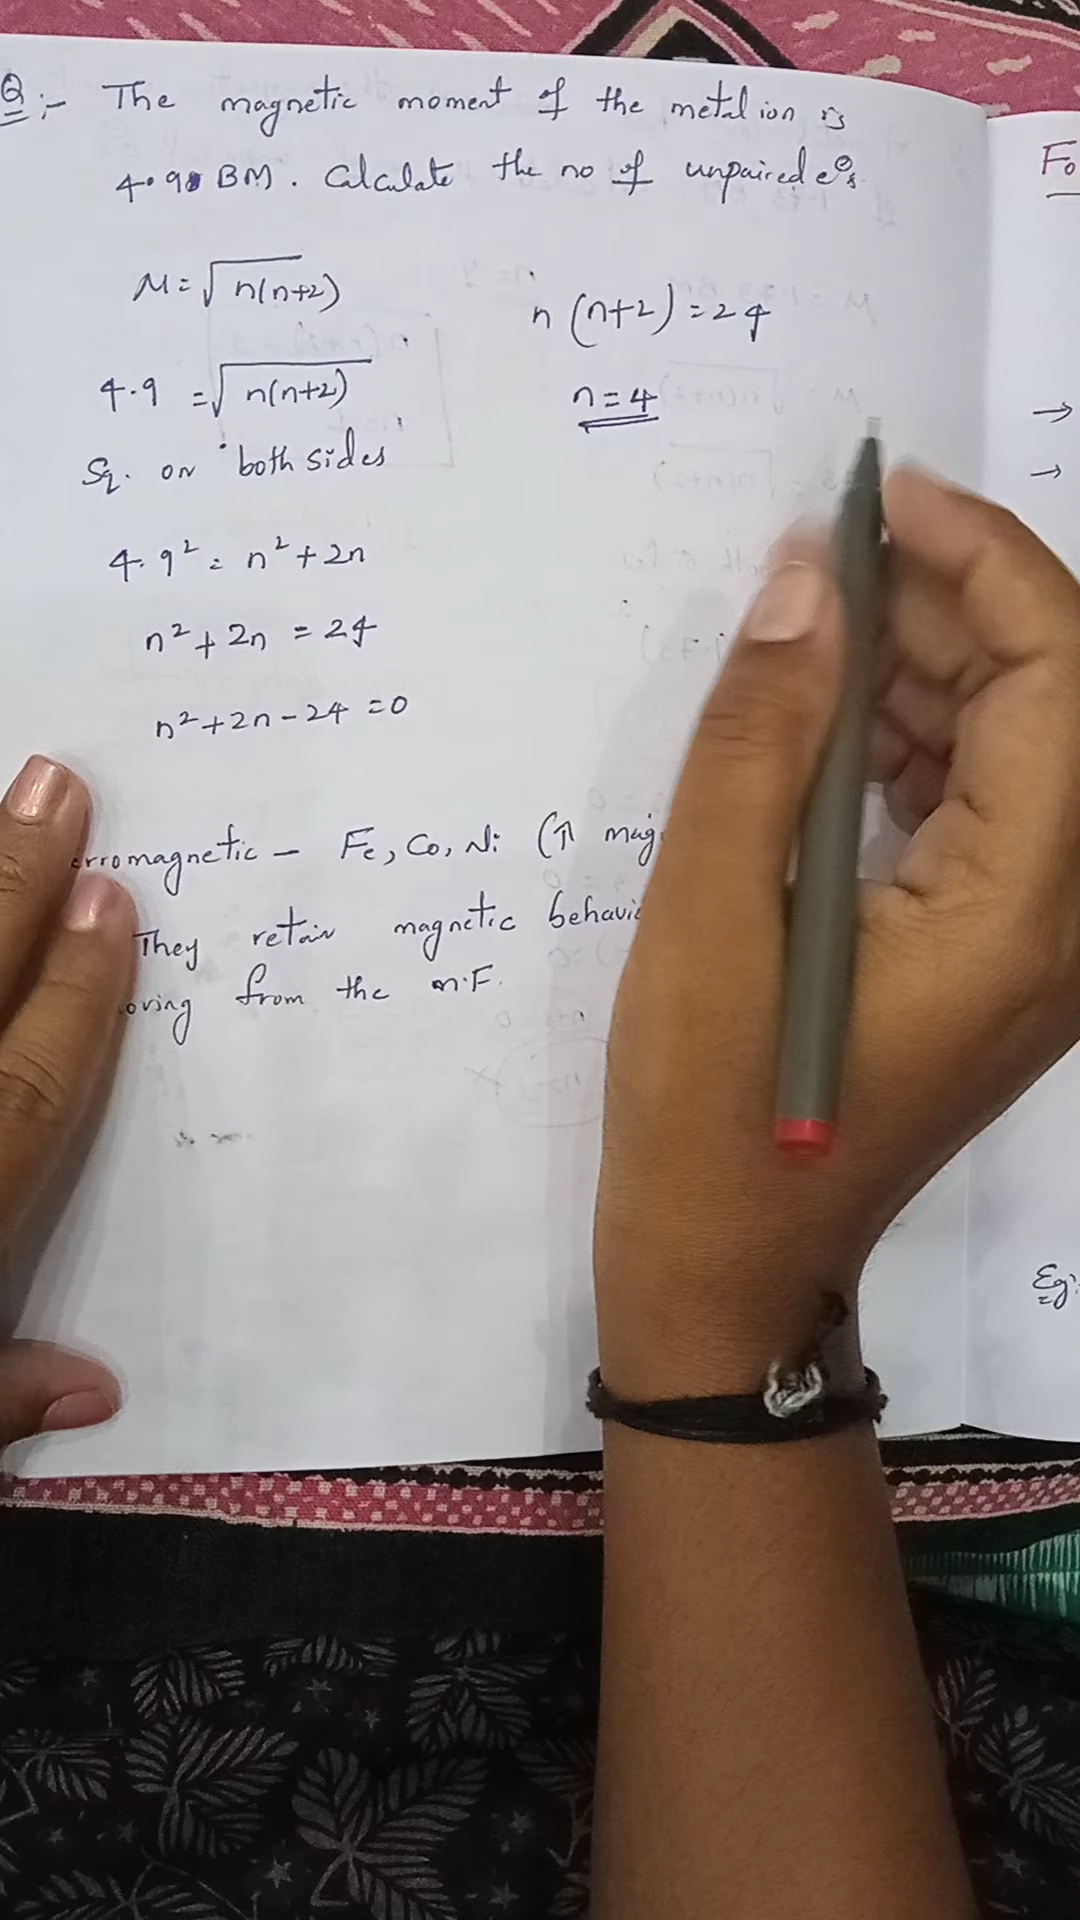 Q:- The magnetic moment of the metal ion is
4.90 BM. Calculate the no of unpaired e⊖s.
μ = √n(n+2)
4.9 = √n(n+2)
Sq. on both sides
4.9² = n² + 2n
n² + 2n = 24
n² + 2n - 24 = 0
n (n+2) = 24
n = 4
erromagnetic - Fe, Co, Ni (↑ mag
They retain magnetic behavi
oving from the m.F.
Fo
→
→
Eg: